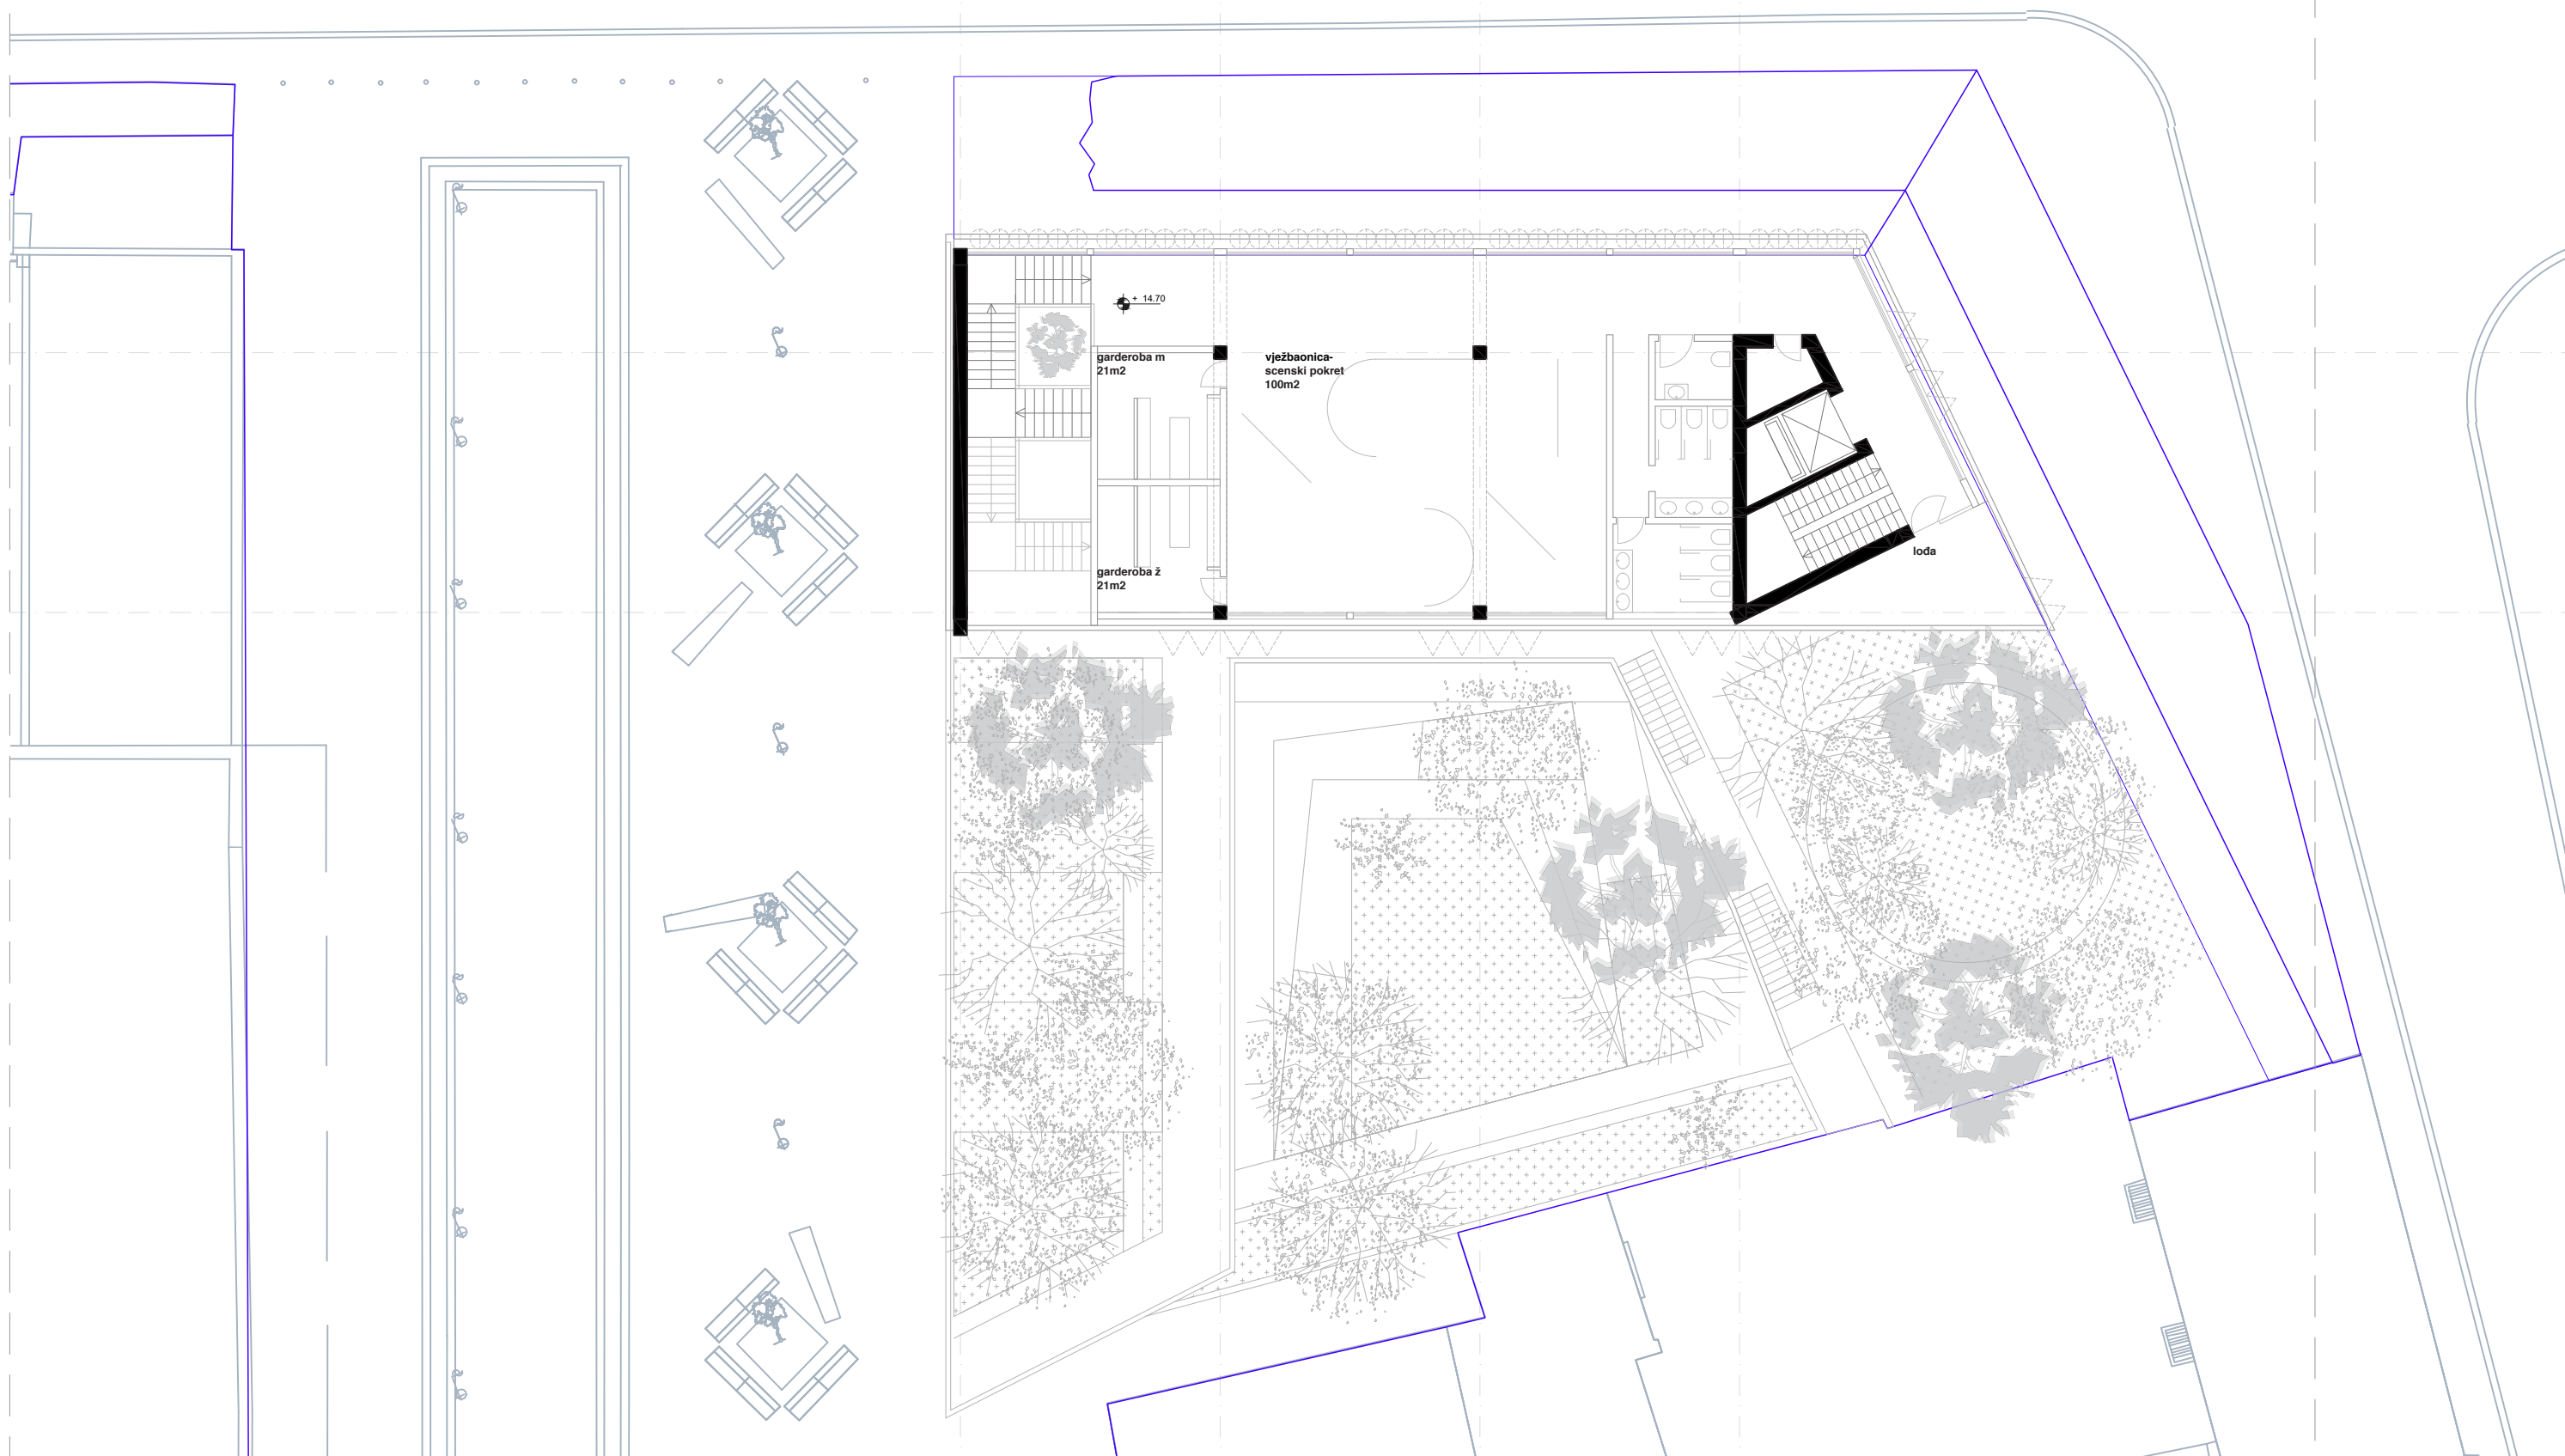 + 14.70
garderoba m
21m2
vježbaonica-
scenski pokret
100m2
lođa
garderoba ž
21m2